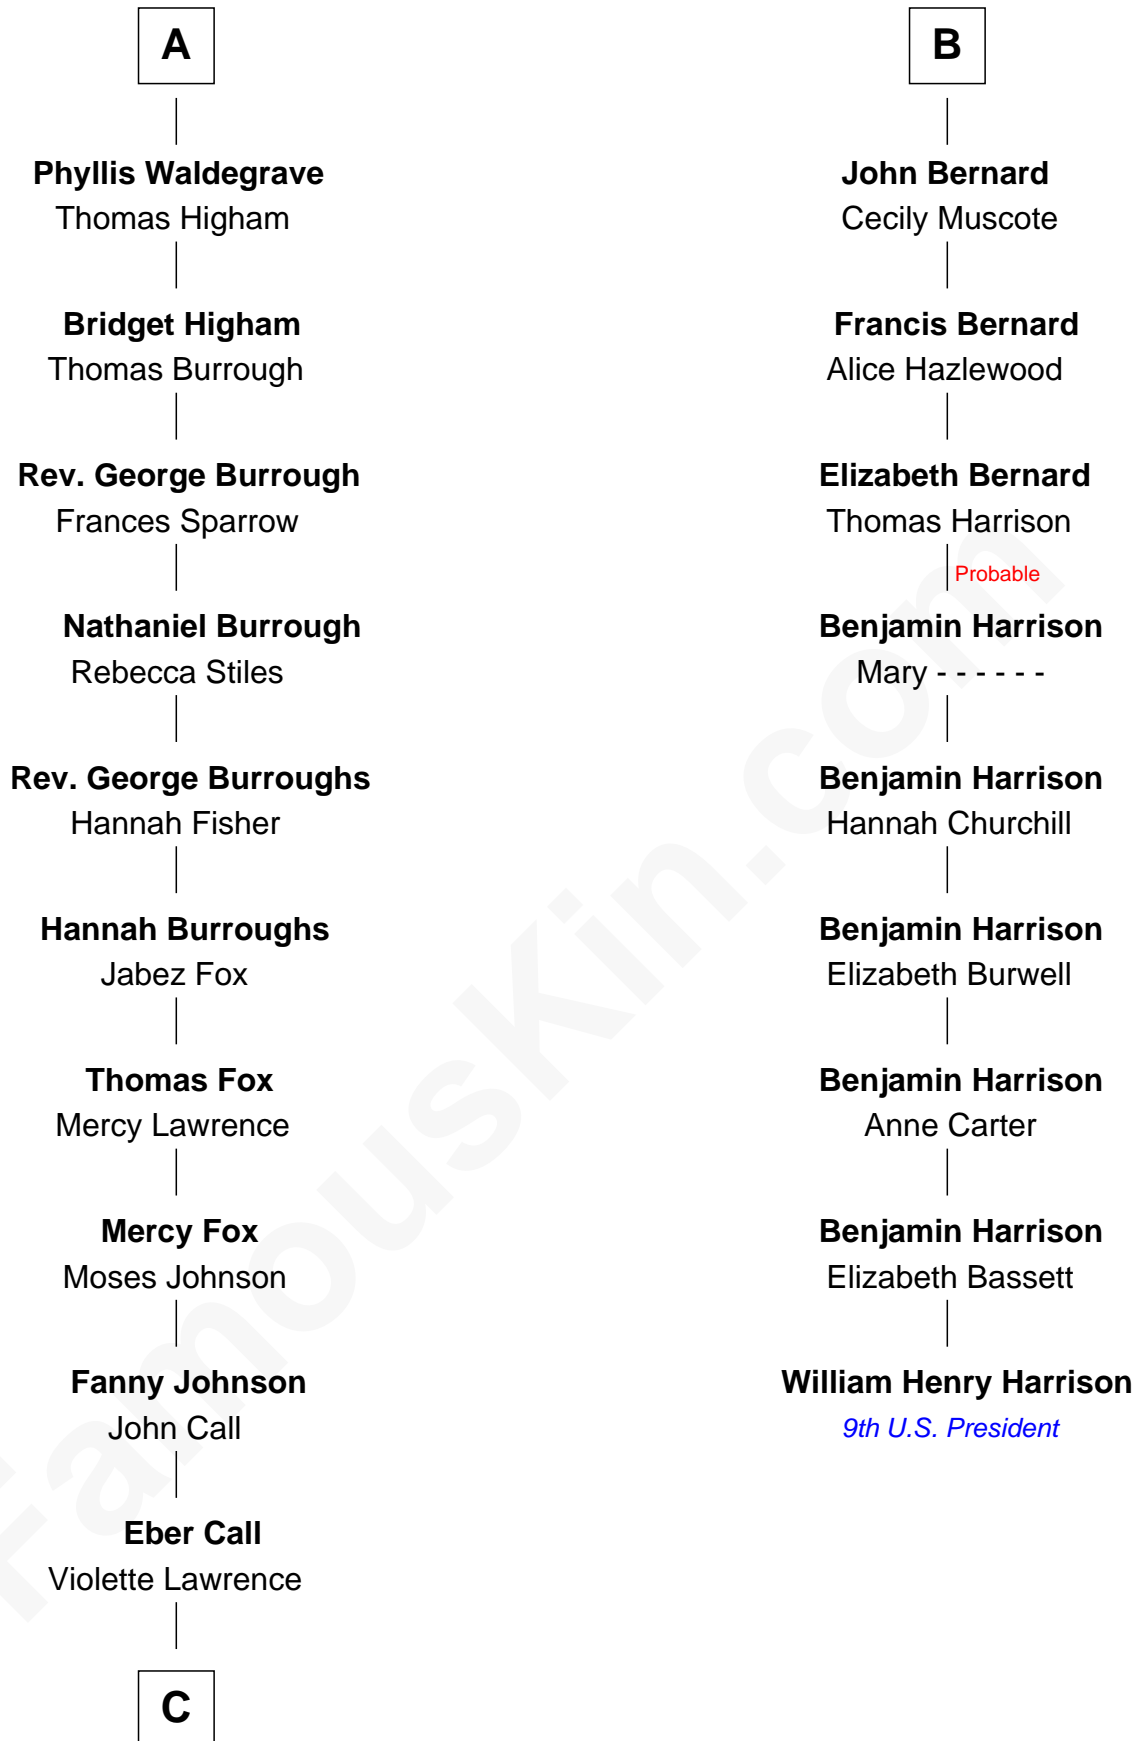 A
Phyllis Waldegrave
Thomas Higham
Bridget Higham
Thomas Burrough
Rev. George Burrough
Frances Sparrow
Nathaniel Burrough
Rebecca Stiles
Rev. George Burroughs
Hannah Fisher
Hannah Burroughs
Jabez Fox
Thomas Fox
Mercy Lawrence
Mercy Fox
Moses Johnson
Fanny Johnson
John Call
Eber Call
Violette Lawrence
C
B
John Bernard
Cecily Muscote
Francis Bernard
Alice Hazlewood
Elizabeth Bernard
Thomas Harrison
Probable
Benjamin Harrison
Mary - - - - - -
Benjamin Harrison
Hannah Churchill
Benjamin Harrison
Elizabeth Burwell
Benjamin Harrison
Anne Carter
Benjamin Harrison
Elizabeth Bassett
William Henry Harrison
9th U.S. President
FamousKin.com